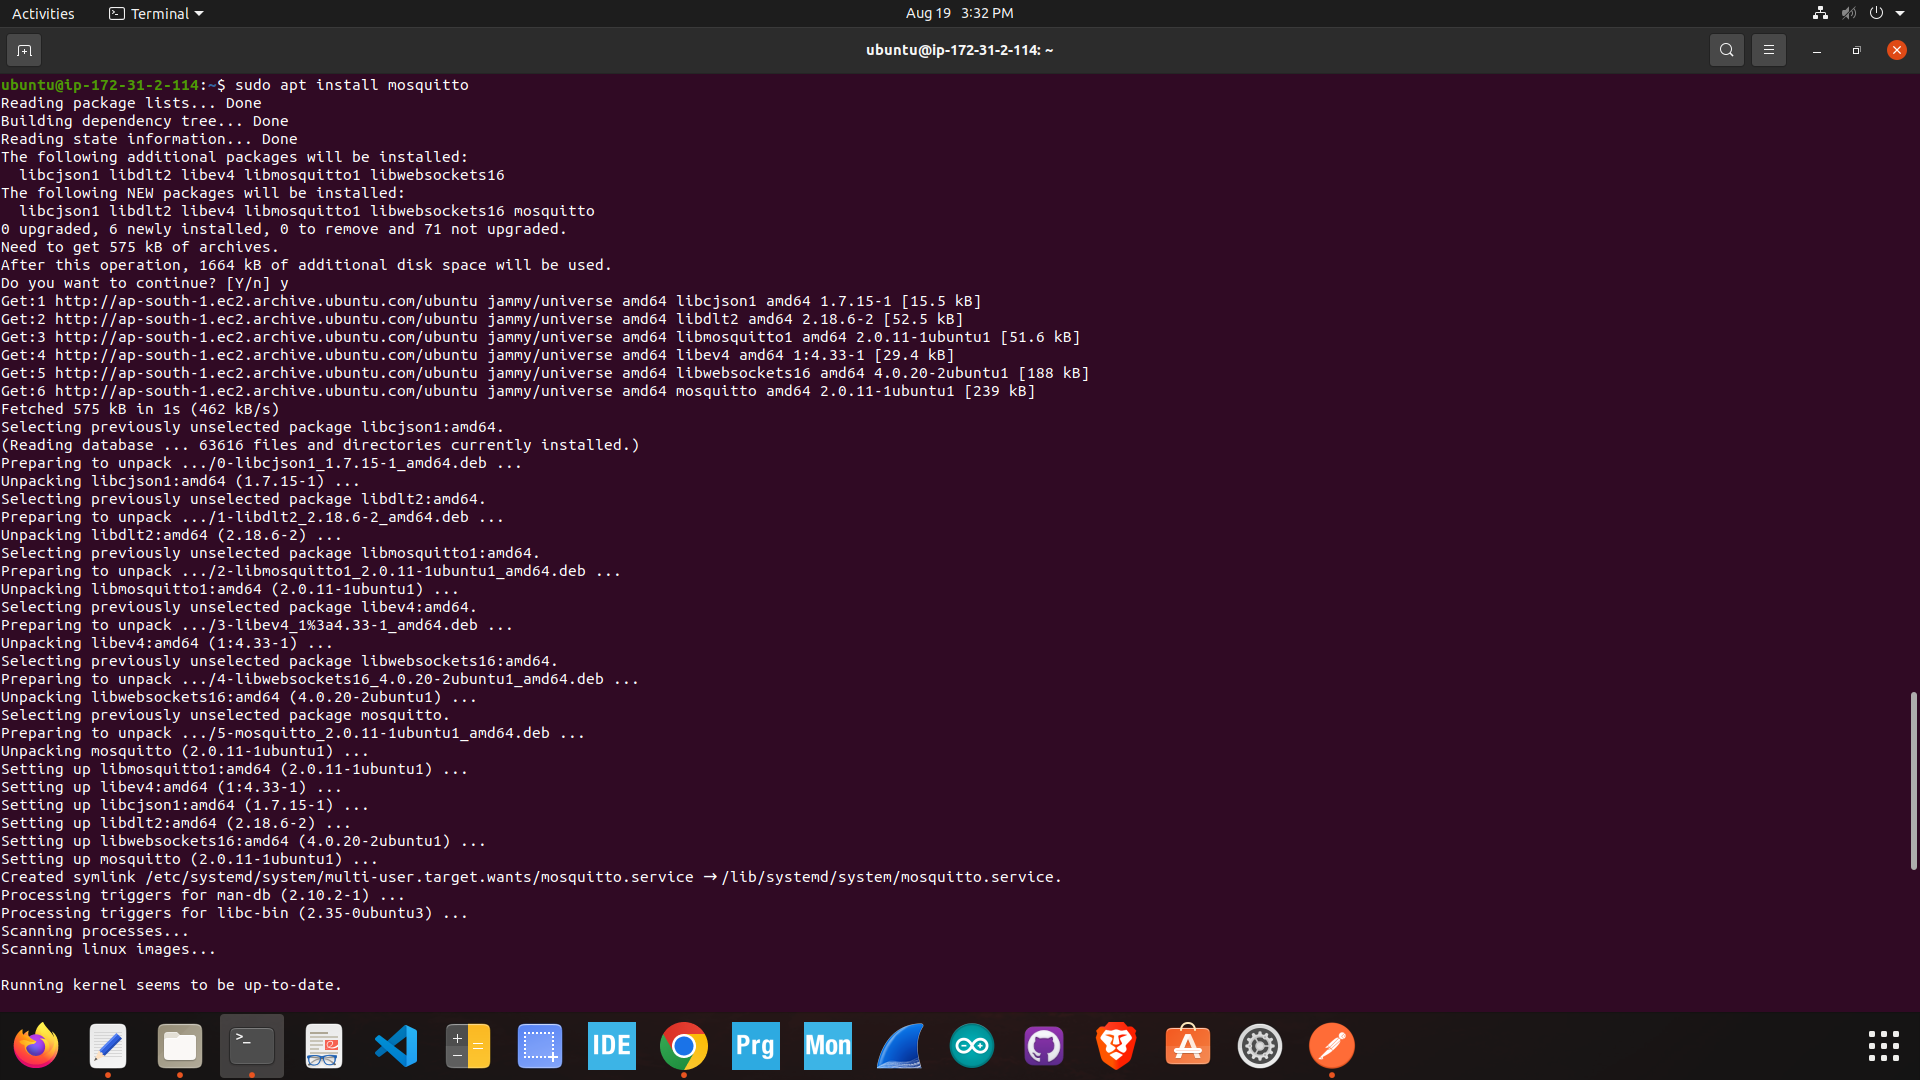 Activities
Terminal
Aug 19 3:32 PM
ubuntu@ip-172-31-2-114: ~
ubuntu@ip-172-31-2-114:~$ sudo apt install mosquitto
Reading package lists... Done
Building dependency tree... Done
Reading state information... Done
The following additional packages will be installed:
  libcjson1 libdlt2 libev4 libmosquitto1 libwebsockets16
The following NEW packages will be installed:
  libcjson1 libdlt2 libev4 libmosquitto1 libwebsockets16 mosquitto
0 upgraded, 6 newly installed, 0 to remove and 71 not upgraded.
Need to get 575 kB of archives.
After this operation, 1664 kB of additional disk space will be used.
Do you want to continue? [Y/n] y
Get:1 http://ap-south-1.ec2.archive.ubuntu.com/ubuntu jammy/universe amd64 libcjson1 amd64 1.7.15-1 [15.5 kB]
Get:2 http://ap-south-1.ec2.archive.ubuntu.com/ubuntu jammy/universe amd64 libdlt2 amd64 2.18.6-2 [52.5 kB]
Get:3 http://ap-south-1.ec2.archive.ubuntu.com/ubuntu jammy/universe amd64 libmosquitto1 amd64 2.0.11-1ubuntu1 [51.6 kB]
Get:4 http://ap-south-1.ec2.archive.ubuntu.com/ubuntu jammy/universe amd64 libev4 amd64 1:4.33-1 [29.4 kB]
Get:5 http://ap-south-1.ec2.archive.ubuntu.com/ubuntu jammy/universe amd64 libwebsockets16 amd64 4.0.20-2ubuntu1 [188 kB]
Get:6 http://ap-south-1.ec2.archive.ubuntu.com/ubuntu jammy/universe amd64 mosquitto amd64 2.0.11-1ubuntu1 [239 kB]
Fetched 575 kB in 1s (462 kB/s)
Selecting previously unselected package libcjson1:amd64.
(Reading database ... 63616 files and directories currently installed.)
Preparing to unpack .../0-libcjson1_1.7.15-1_amd64.deb ...
Unpacking libcjson1:amd64 (1.7.15-1) ...
Selecting previously unselected package libdlt2:amd64.
Preparing to unpack .../1-libdlt2_2.18.6-2_amd64.deb ...
Unpacking libdlt2:amd64 (2.18.6-2) ...
Selecting previously unselected package libmosquitto1:amd64.
Preparing to unpack .../2-libmosquitto1_2.0.11-1ubuntu1_amd64.deb ...
Unpacking libmosquitto1:amd64 (2.0.11-1ubuntu1) ...
Selecting previously unselected package libev4:amd64.
Preparing to unpack .../3-libev4_1%3a4.33-1_amd64.deb ...
Unpacking libev4:amd64 (1:4.33-1) ...
Selecting previously unselected package libwebsockets16:amd64.
Preparing to unpack .../4-libwebsockets16_4.0.20-2ubuntu1_amd64.deb ...
Unpacking libwebsockets16:amd64 (4.0.20-2ubuntu1) ...
Selecting previously unselected package mosquitto.
Preparing to unpack .../5-mosquitto_2.0.11-1ubuntu1_amd64.deb ...
Unpacking mosquitto (2.0.11-1ubuntu1) ...
Setting up libmosquitto1:amd64 (2.0.11-1ubuntu1) ...
Setting up libev4:amd64 (1:4.33-1) ...
Setting up libcjson1:amd64 (1.7.15-1) ...
Setting up libdlt2:amd64 (2.18.6-2) ...
Setting up libwebsockets16:amd64 (4.0.20-2ubuntu1) ...
Setting up mosquitto (2.0.11-1ubuntu1) ...
Created symlink /etc/systemd/system/multi-user.target.wants/mosquitto.service → /lib/systemd/system/mosquitto.service.
Processing triggers for man-db (2.10.2-1) ...
Processing triggers for libc-bin (2.35-0ubuntu3) ...
Scanning processes...
Scanning linux images...
Running kernel seems to be up-to-date.
IDE
Prg
Mon